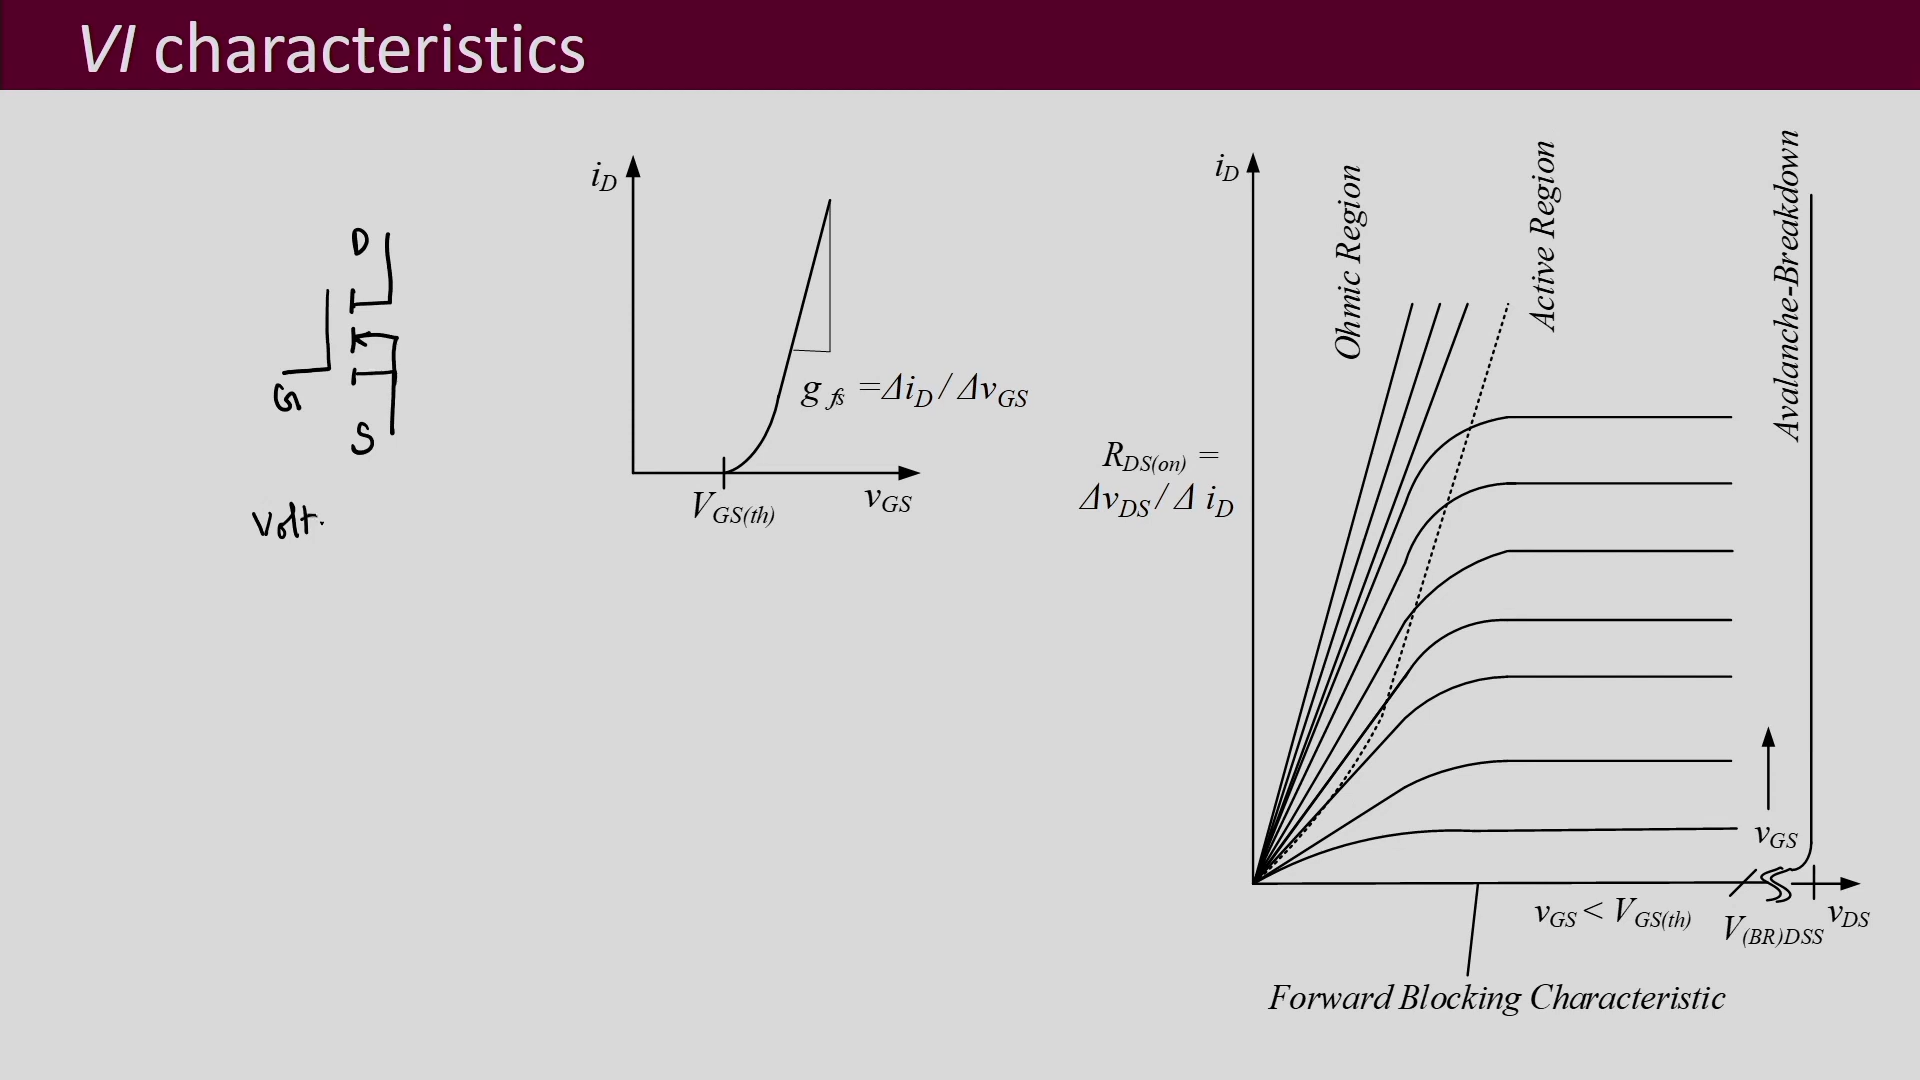 VI characteristics
D
G
S
Volt.
iD
gfs =ΔiD / ΔvGS
VGS(th)
vGS
iD
Ohmic Region
Active Region
Avalanche-Breakdown
RDS(on) =
ΔvDS / Δ iD
vGS
vGS < VGS(th)
V(BR)DSS
vDS
Forward Blocking Characteristic